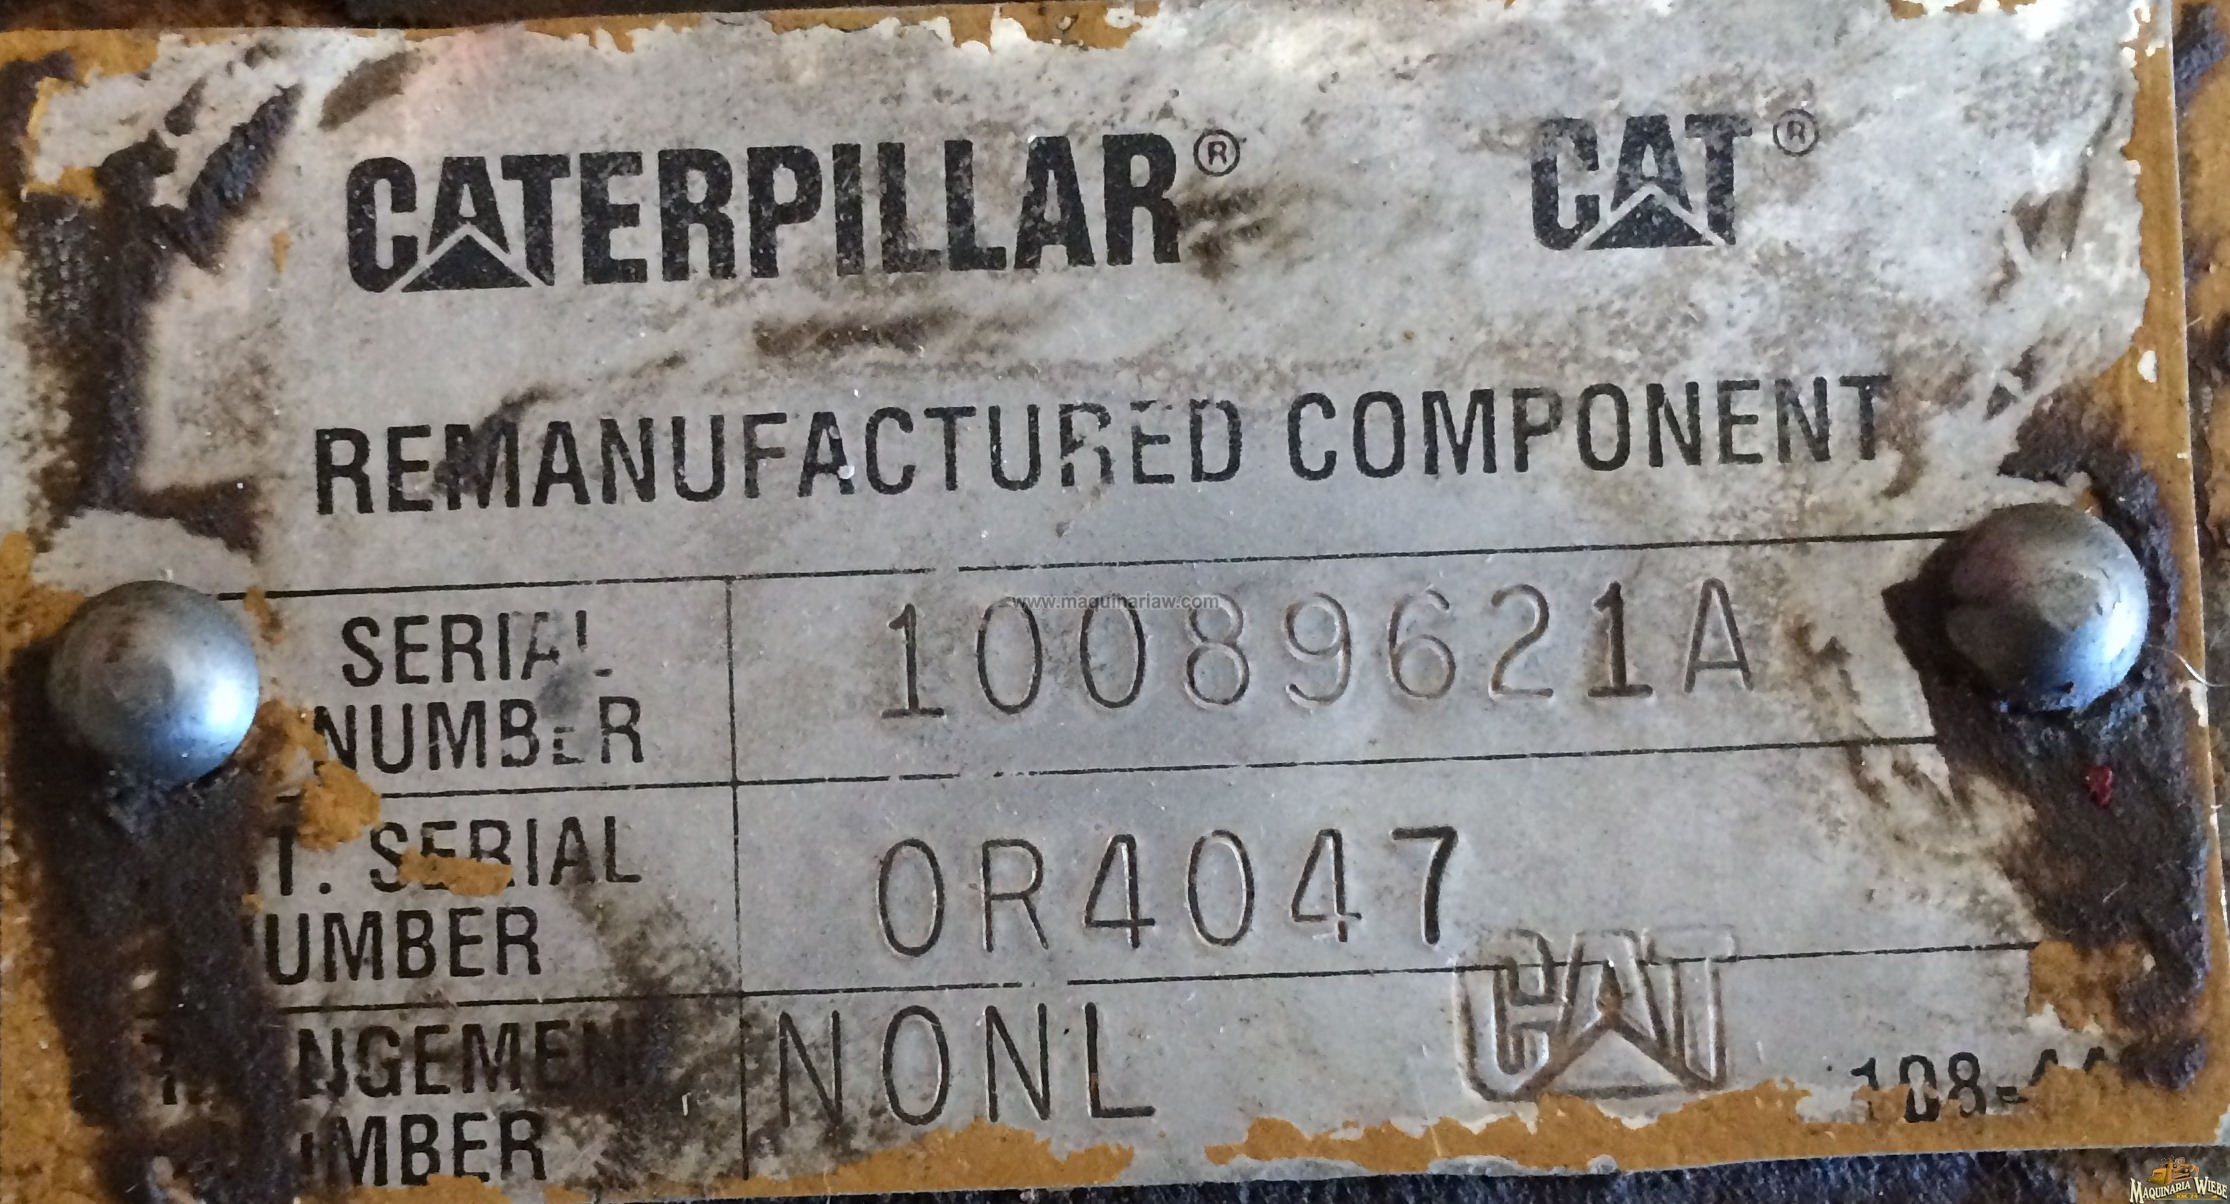 CATERPILLAR® CAT®
REMANUFACTURED COMPONENT
www.maquinariaw.com
SERIAL
NUMBER
10089621A
T. SERIAL
UMBER
0R4047
NGEMEN
MBER
NONL
CAT
MAQUINARIA WIEBE